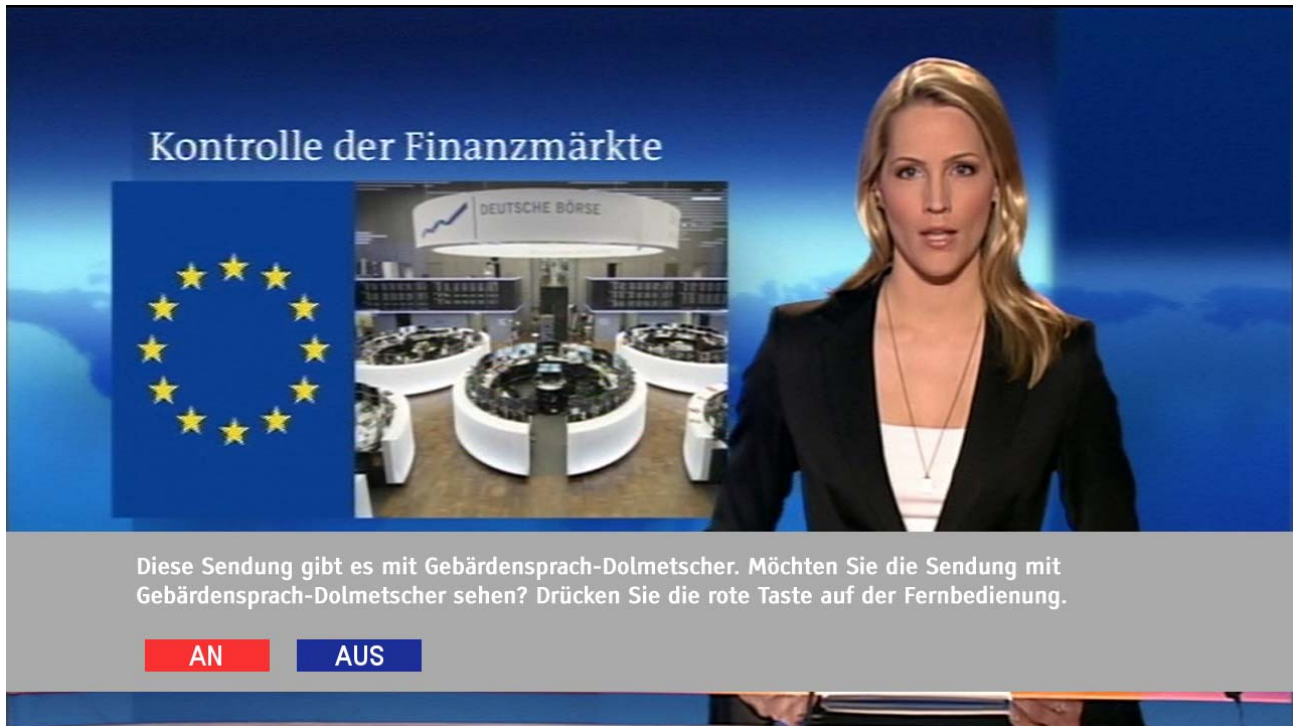 Kontrolle der Finanzmärkte
DEUTSCHE BÖRSE
Diese Sendung gibt es mit Gebärdensprach-Dolmetscher. Möchten Sie die Sendung mit
Gebärdensprach-Dolmetscher sehen? Drücken Sie die rote Taste auf der Fernbedienung.
AN AUS